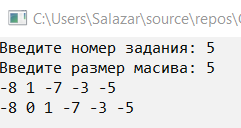 C:\Users\Salazar\source\repos\
Введите номер задания: 5
Введите размер масива: 5
-8 1 -7 -3 -5
-8 0 1 -7 -3 -5